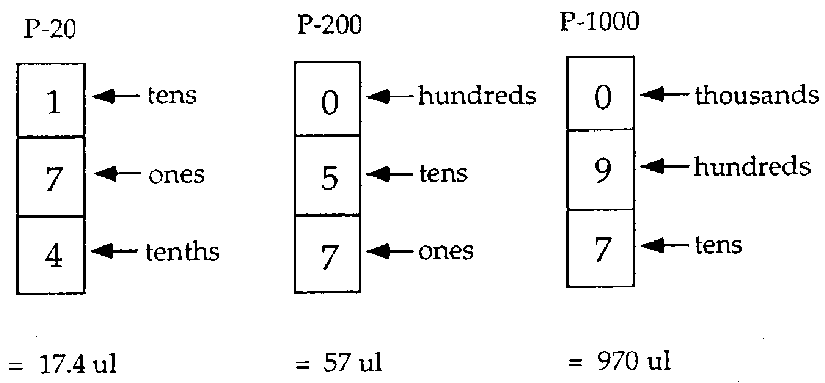 P-20
1 tens
7 ones
4 tenths
= 17.4 ul
P-200
0 hundreds
5 tens
7 ones
= 57 ul
P-1000
0 thousands
9 hundreds
7 tens
= 970 ul